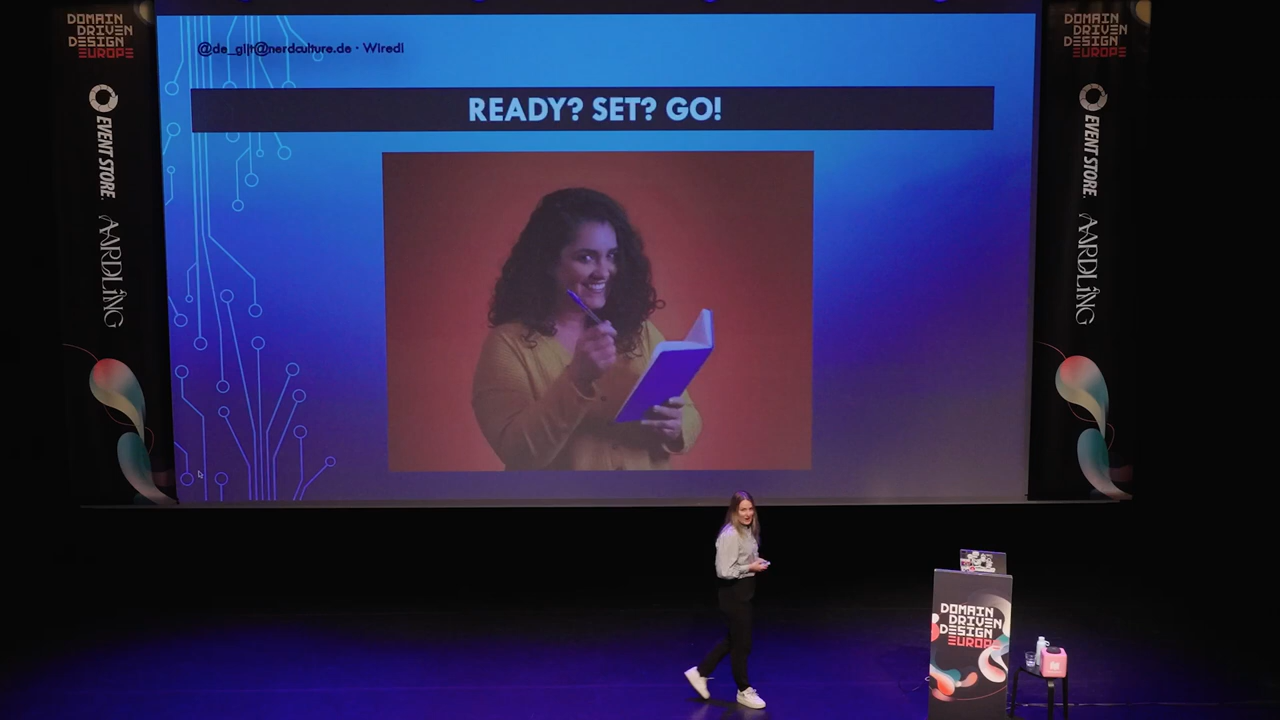 DOMAIN
DRIVEN
DESIGN
EUROPE
EVENT STORE.
AARDLING
@de_gijt@nerdculture.de · Wiredi
READY? SET? GO!
DOMAIN
DRIVEN
DESIGN
EUROPE
EVENT STORE.
AARDLING
DOMAIN
DRIVEN
DESIGN
EUROPE